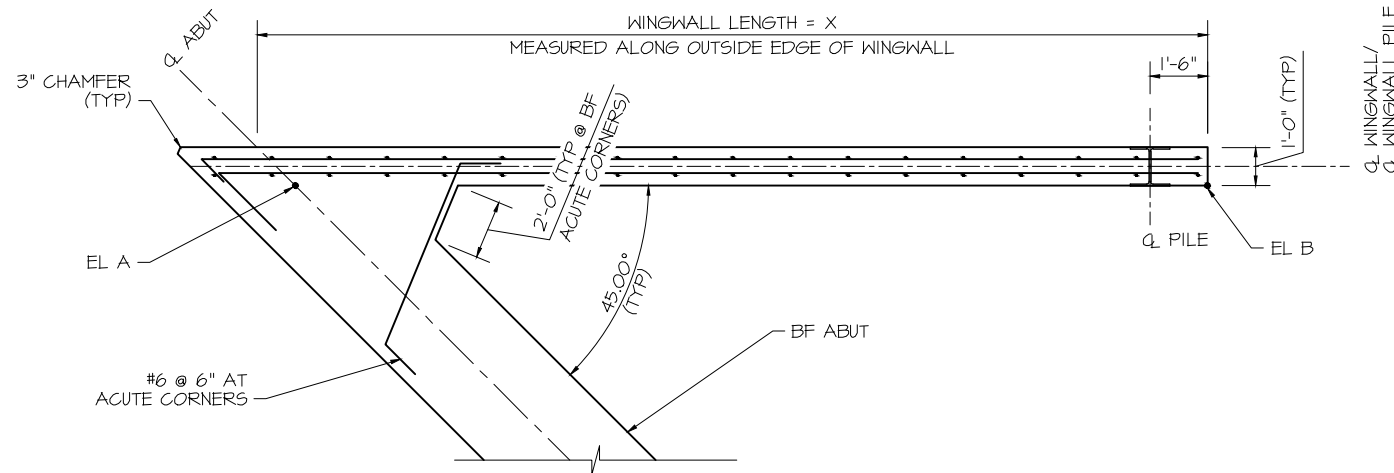 WINGWALL LENGTH = X
MEASURED ALONG OUTSIDE EDGE OF WINGWALL
℄ ABUT
3" CHAMFER
(TYP)
1'-6"
1'-0" (TYP)
℄ WINGWALL/
℄ WINGWALL PILE
2'-0" (TYP @ BF
ACUTE CORNERS)
EL A
℄ PILE
EL B
45.00°
(TYP)
BF ABUT
#6 @ 6" AT
ACUTE CORNERS